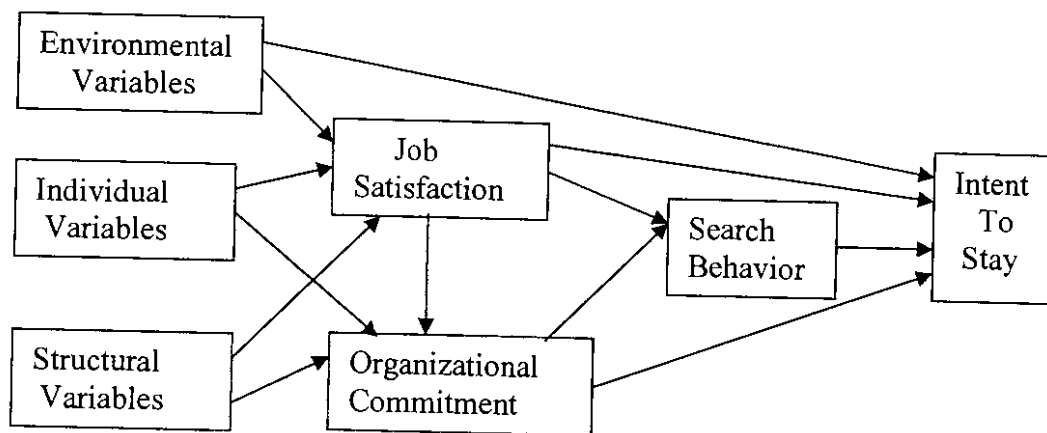 Environmental
Variables
Individual
Variables
Structural
Variables
Job
Satisfaction
Organizational
Commitment
Search
Behavior
Intent
To
Stay